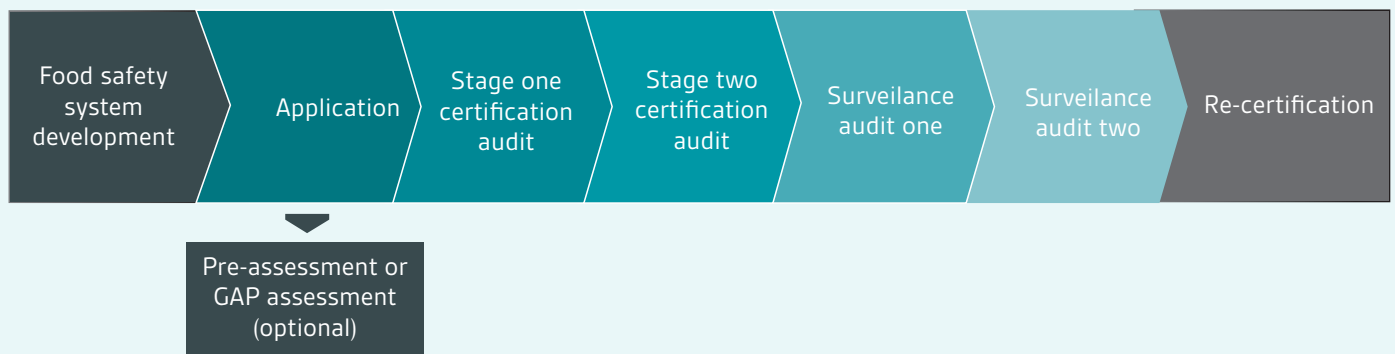 Food safety
system
development
Application
Stage one
certification
audit
Stage two
certification
audit
Surveilance
audit one
Surveilance
audit two
Re-certification
Pre-assessment or
GAP assessment
(optional)